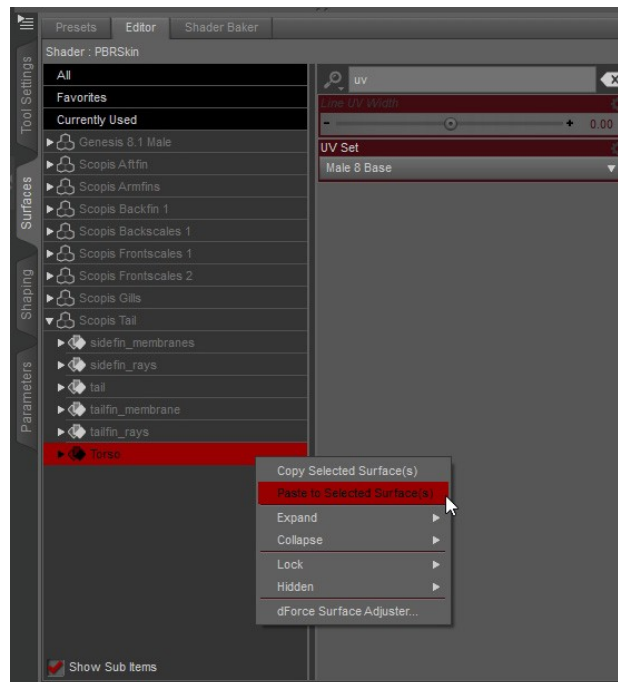 Presets Editor Shader Baker
Shader : PBRSkin
All
Favorites
Currently Used
Genesis 8.1 Male
Scopis Aftfin
Scopis Armfins
Scopis Backfin 1
Scopis Backscales 1
Scopis Frontscales 1
Scopis Frontscales 2
Scopis Gills
Scopis Tail
sidefin_membranes
sidefin_rays
tail
tailfin_membrane
tailfin_rays
Torso
Show Sub Items
uv
Line UV Width
- + 0.00
UV Set
Male 8 Base
Copy Selected Surface(s)
Paste to Selected Surface(s)
Expand
Collapse
Lock
Hidden
dForce Surface Adjuster...
Tool Settings
Surfaces
Shaping
Parameters